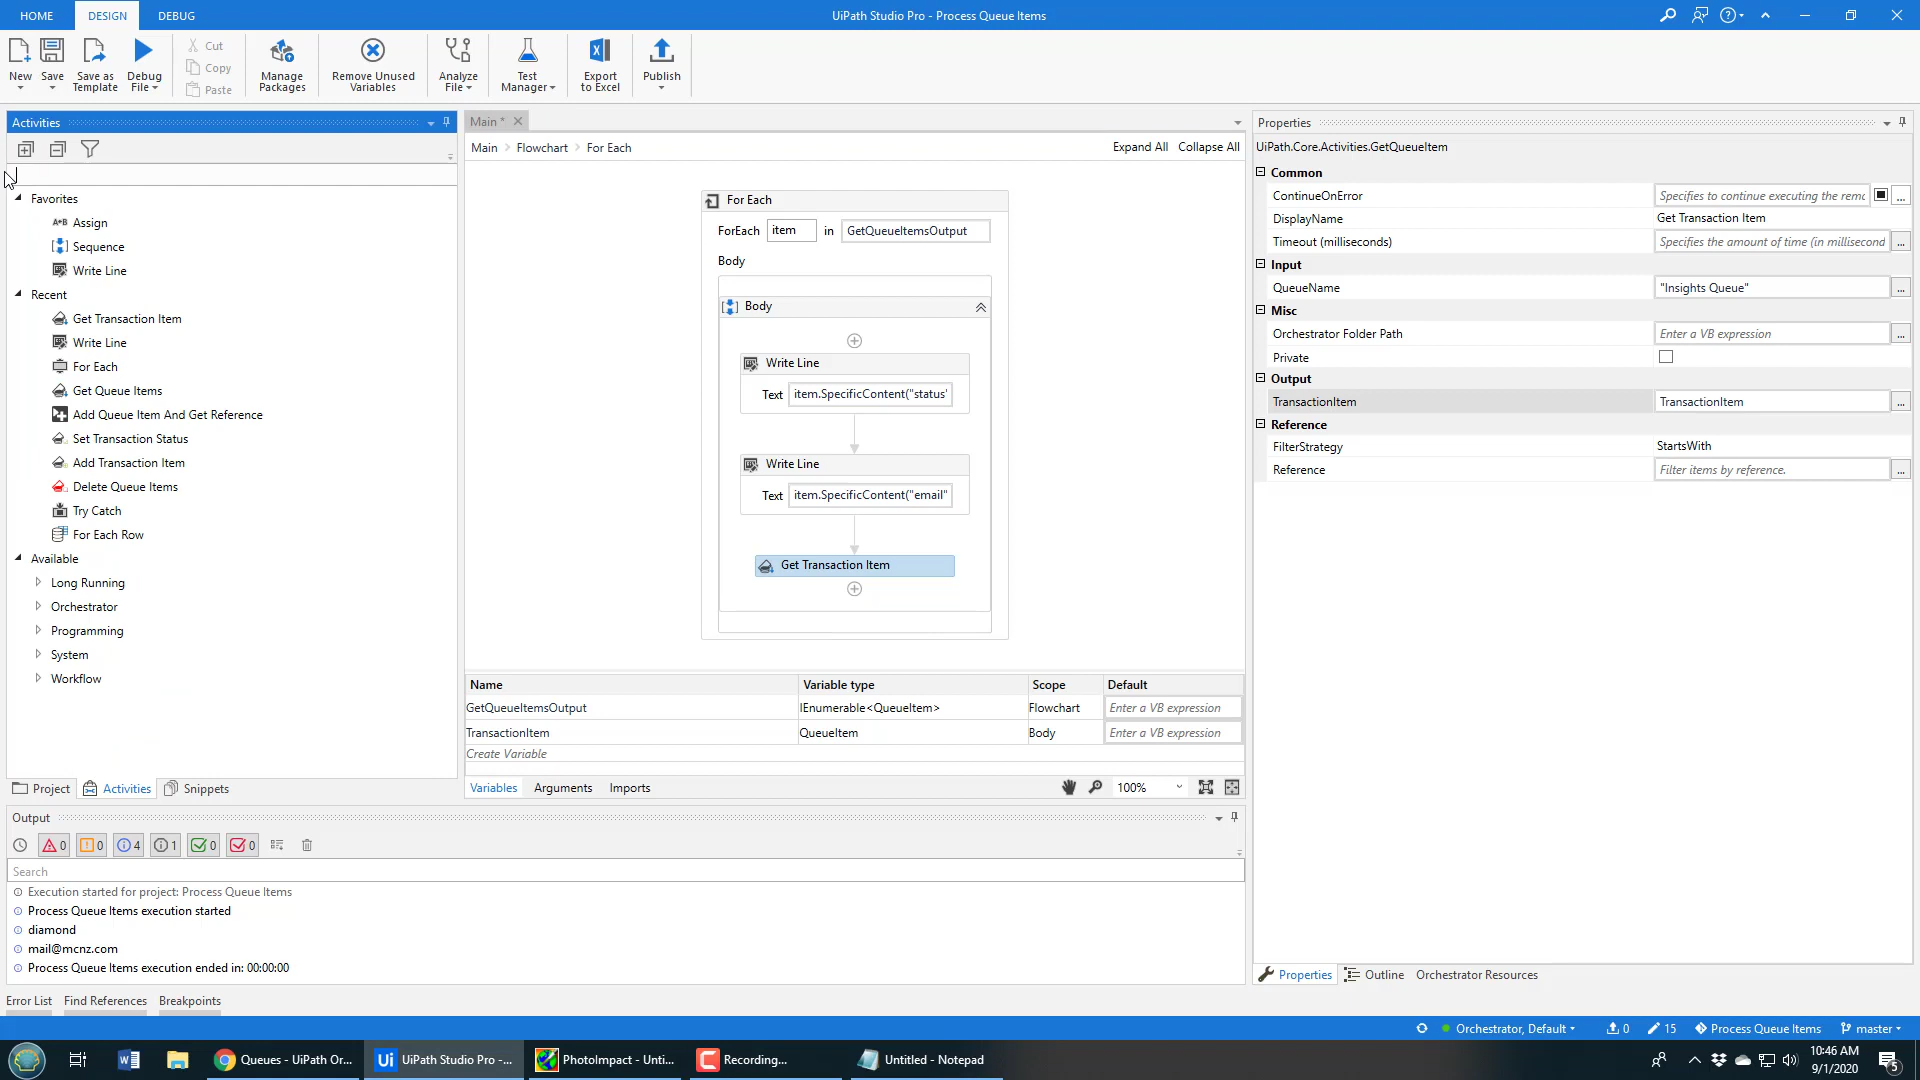 HOME DESIGN DEBUG UiPath Studio Pro - Process Queue Items
New Save Save as Template Debug File Cut Copy Paste Manage Packages Remove Unused Variables Analyze File Test Manager Export to Excel Publish
Activities
Favorites
Assign
Sequence
Write Line
Recent
Get Transaction Item
Write Line
For Each
Get Queue Items
Add Queue Item And Get Reference
Set Transaction Status
Add Transaction Item
Delete Queue Items
Try Catch
For Each Row
Available
Long Running
Orchestrator
Programming
System
Workflow
Project Activities Snippets
Main *
Main Flowchart For Each Expand All Collapse All
For Each
ForEach item in GetQueueItemsOutput
Body
Body
Write Line
Text item.SpecificContent("status'
Write Line
Text item.SpecificContent("email"
Get Transaction Item
Name Variable type Scope Default
GetQueueItemsOutput IEnumerable<QueueItem> Flowchart Enter a VB expression
TransactionItem QueueItem Body Enter a VB expression
Create Variable
Variables Arguments Imports 100%
Properties
UiPath.Core.Activities.GetQueueItem
Common
ContinueOnError Specifies to continue executing the rema ...
DisplayName Get Transaction Item
Timeout (milliseconds) Specifies the amount of time (in millisecond ...
Input
QueueName "Insights Queue" ...
Misc
Orchestrator Folder Path Enter a VB expression ...
Private
Output
TransactionItem TransactionItem ...
Reference
FilterStrategy StartsWith
Reference Filter items by reference. ...
Properties Outline Orchestrator Resources
Output
0 0 4 1 0 0
Search
Execution started for project: Process Queue Items
Process Queue Items execution started
diamond
mail@mcnz.com
Process Queue Items execution ended in: 00:00:00
Error List Find References Breakpoints
Orchestrator, Default 0 15 Process Queue Items master
Queues - UiPath Or... Ui UiPath Studio Pro -... PhotoImpact - Unti... Recording... Untitled - Notepad 10:46 AM
9/1/2020 5